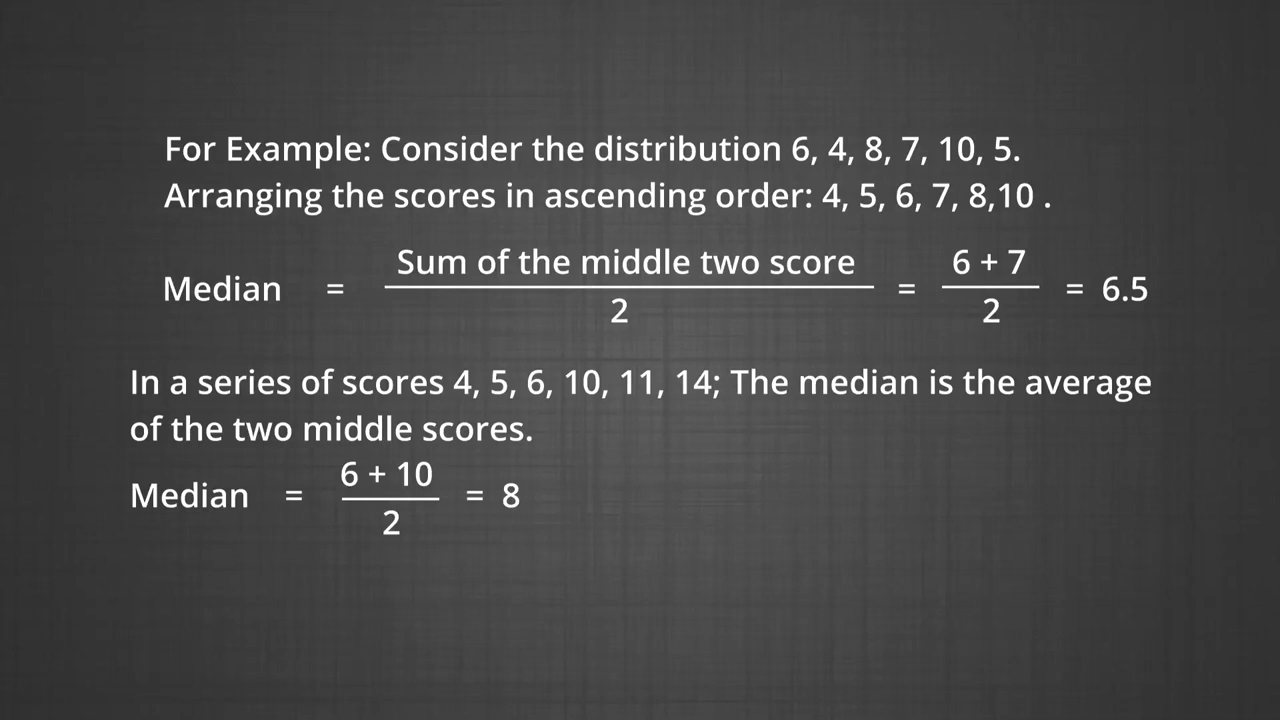 For Example: Consider the distribution 6, 4, 8, 7, 10, 5.
Arranging the scores in ascending order: 4, 5, 6, 7, 8,10 .
Median = Sum of the middle two score / 2 = 6 + 7 / 2 = 6.5
In a series of scores 4, 5, 6, 10, 11, 14; The median is the average
of the two middle scores.
Median = 6 + 10 / 2 = 8